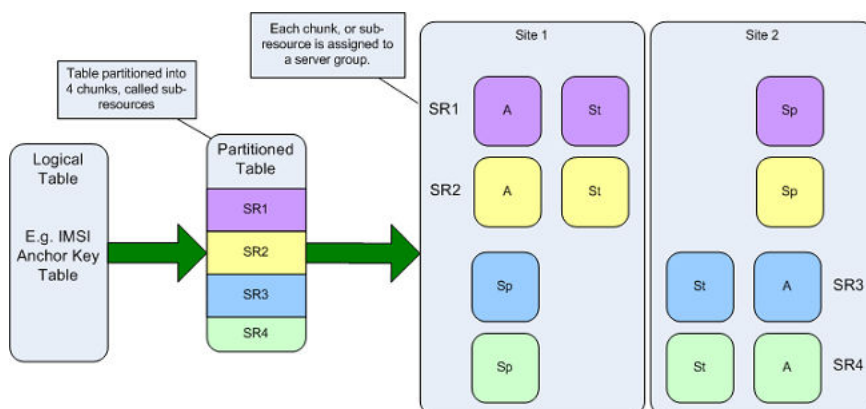 Each chunk, or sub-
resource is assigned to
a server group.
Table partitioned into
4 chunks, called sub-
resources
Logical
Table
E.g. IMSI
Anchor Key
Table
Partitioned
Table
SR1
SR2
SR3
SR4
Site 1
Site 2
SR1
A
St
Sp
SR2
A
St
Sp
Sp
St
A
SR3
Sp
St
A
SR4